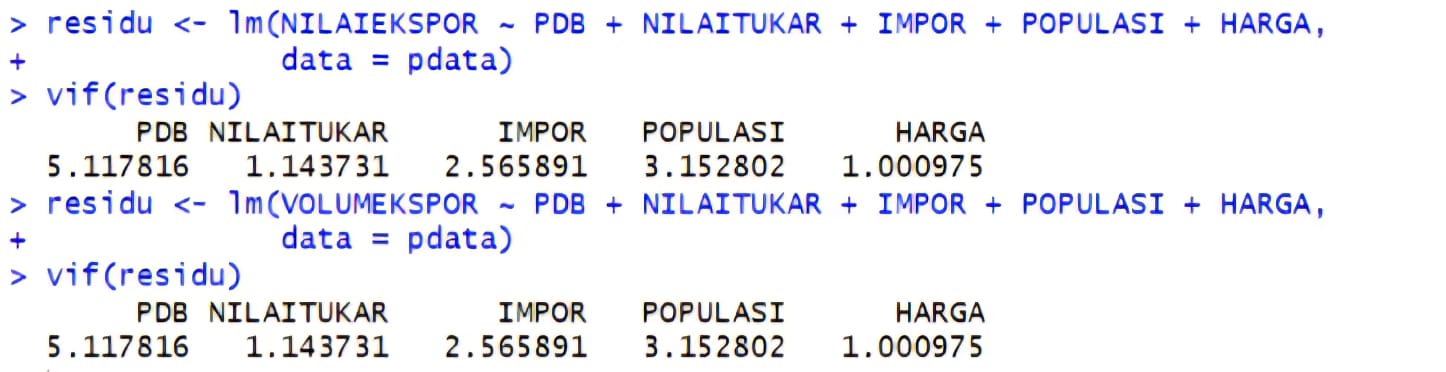 > residu <- lm(NILAIEKSPOR ~ PDB + NILAITUKAR + IMPOR + POPULASI + HARGA,
+             data = pdata)
> vif(residu)
     PDB NILAITUKAR      IMPOR   POPULASI      HARGA
5.117816   1.143731   2.565891   3.152802   1.000975
> residu <- lm(VOLUMEKSPOR ~ PDB + NILAITUKAR + IMPOR + POPULASI + HARGA,
+             data = pdata)
> vif(residu)
     PDB NILAITUKAR      IMPOR   POPULASI      HARGA
5.117816   1.143731   2.565891   3.152802   1.000975